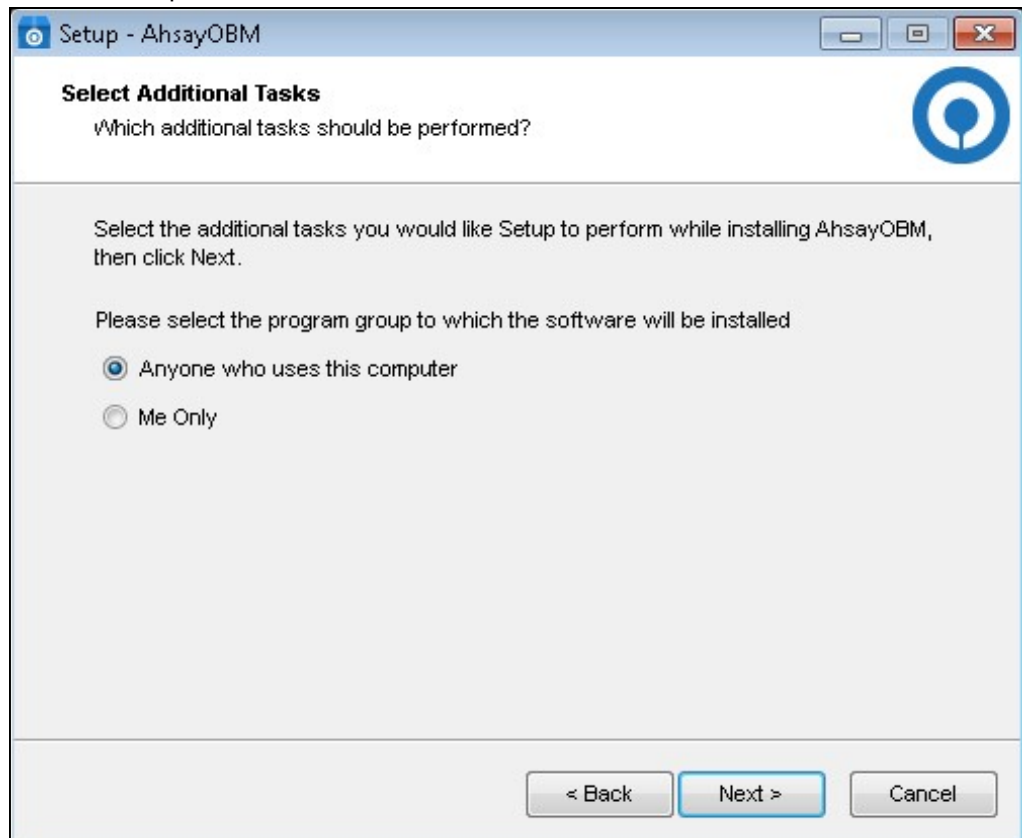 Setup - AhsayOBM
Select Additional Tasks
Which additional tasks should be performed?
Select the additional tasks you would like Setup to perform while installing AhsayOBM,
then click Next.
Please select the program group to which the software will be installed
Anyone who uses this computer
Me Only
< Back
Next >
Cancel